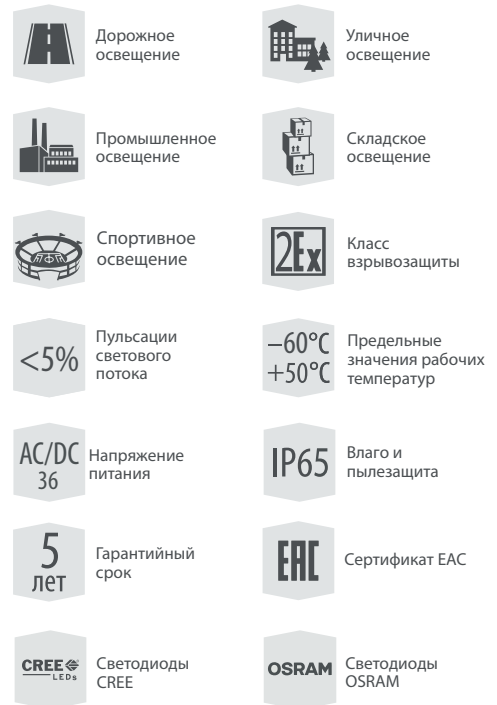 Дорожное
освещение
Уличное
освещение
Промышленное
освещение
Складское
освещение
Спортивное
освещение
2Ex
Класс
взрывозащиты
<5%
Пульсации
светового
потока
−60°C
+50°C
Предельные
значения рабочих
температур
AC/DC
36
Напряжение
питания
IP65
Влаго и
пылезащита
5
лет
Гарантийный
срок
EAC
Сертификат EAC
CREE
LEDs
Светодиоды
CREE
OSRAM
Светодиоды
OSRAM